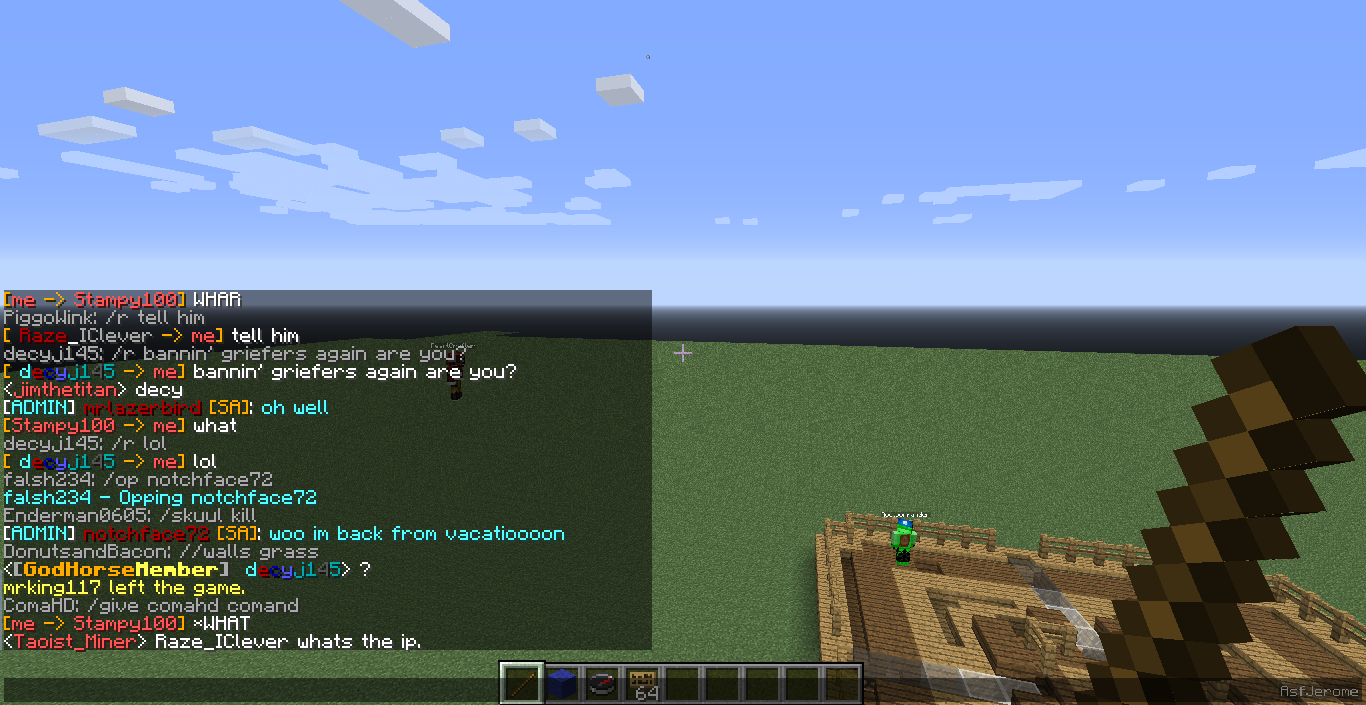 [me -> Stampy100] WHAR
PiggoWink: /r tell him
[ Raze_IClever -> me] tell him
decyj145: /r bannin' griefers again are you?
[ decyj145 -> me] bannin' griefers again are you?
<jimthetitan> decy
[ADMIN] mrlazerbird [SA]: oh well
[Stampy100 -> me] what
decyj145: /r lol
[ decyj145 -> me] lol
falsh234: /op notchface72
falsh234 - Opping notchface72
Enderman0605: /skuul kill
[ADMIN] notchface72 [SA]: woo im back from vacatioooon
DonutsandBacon: //walls grass
<[GodHorseMember] decyj145> ?
mrking117 left the game.
ComaHD: /give comahd comand
[me -> Stampy100] *WHAT
<Taoist_Miner> Raze_IClever whats the ip.
64
AsfJerome